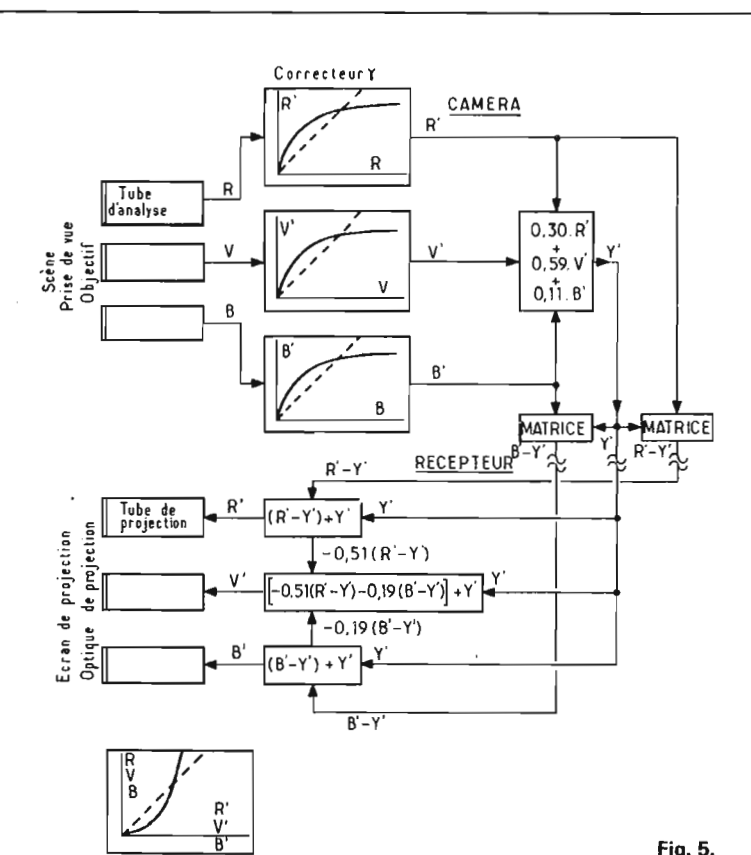 Correcteur γ
R'
R
CAMERA
R'
R
Tube
d'analyse
V'
V
V
V'
0,30.R'
+
0,59.V'
+
0,11.B'
Y'
Scène
Prise de vue
Objectif
B
B'
B
B'
MATRICE
MATRICE
B'-Y'
Y'
R'-Y'
RECEPTEUR
R'-Y'
Tube de
projection
R'
(R'-Y')+Y'
Y'
-0,51(R'-Y')
V'
[-0,51(R'-Y')-0,19(B'-Y')]+Y'
Y'
-0,19(B'-Y')
B'
(B'-Y')+Y'
Y'
Ecran de projection
Optique de projection
B'-Y'
R
V
B
R'
V'
B'
Fig. 5.